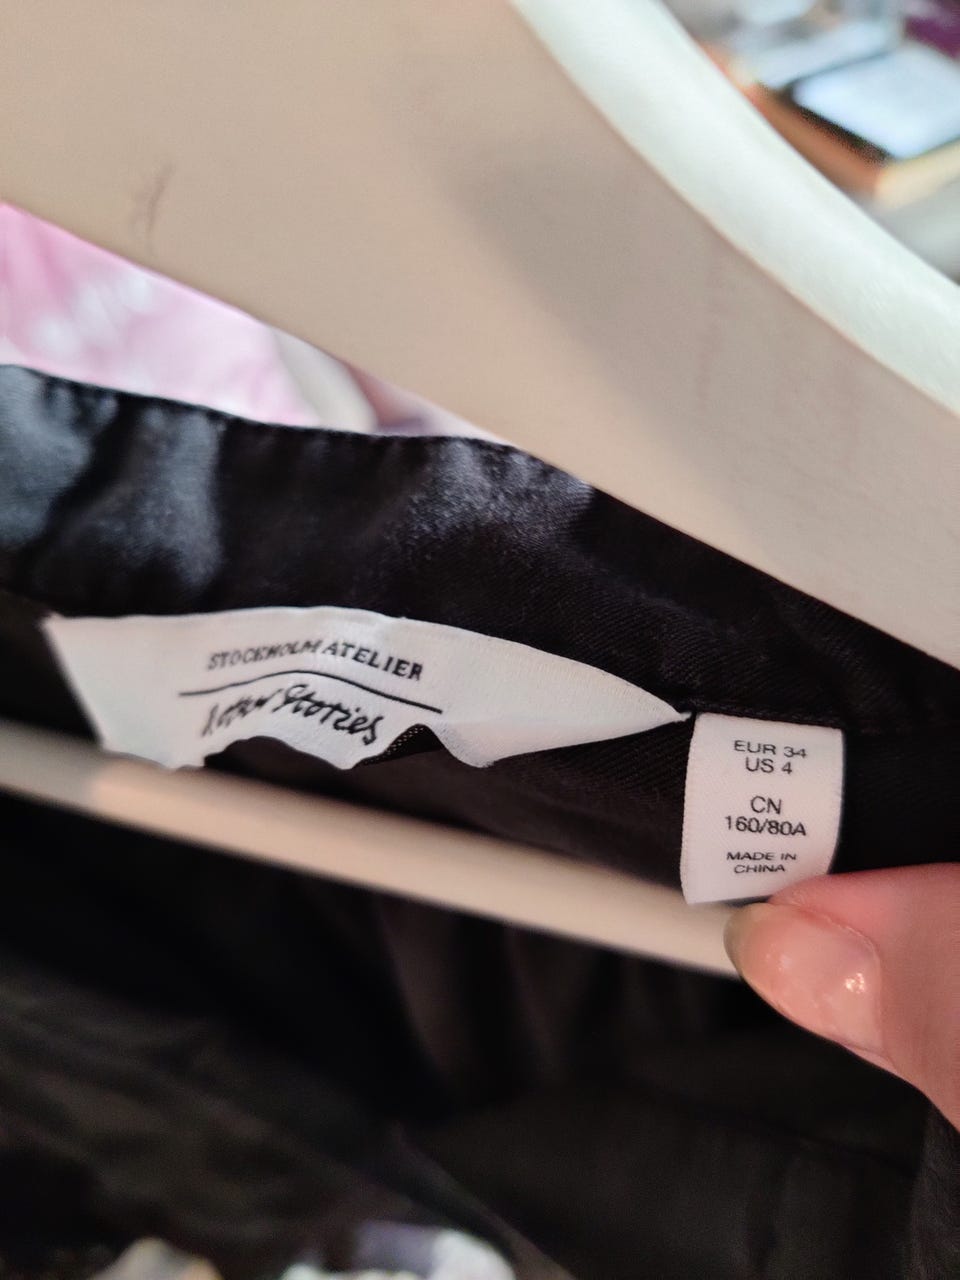 STOCKHOLM ATELIER
& other Stories
EUR 34
US 4
CN
160/80A
MADE IN
CHINA